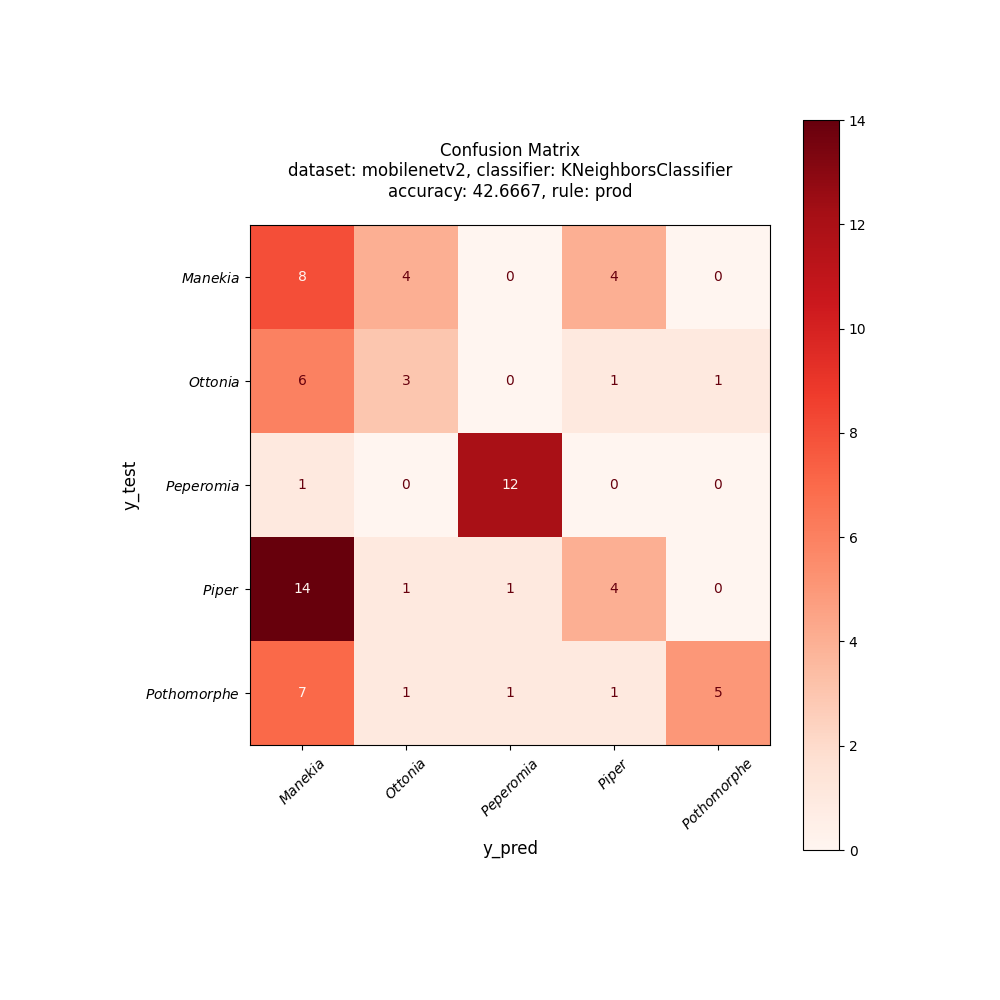 Confusion Matrix
dataset: mobilenetv2, classifier: KNeighborsClassifier
accuracy: 42.6667, rule: prod
Manekia 8 4 0 4 0
Ottonia 6 3 0 1 1
Peperomia 1 0 12 0 0
Piper 14 1 1 4 0
Pothomorphe 7 1 1 1 5
Manekia Ottonia Peperomia Piper Pothomorphe
y_pred
y_test
14
12
10
8
6
4
2
0